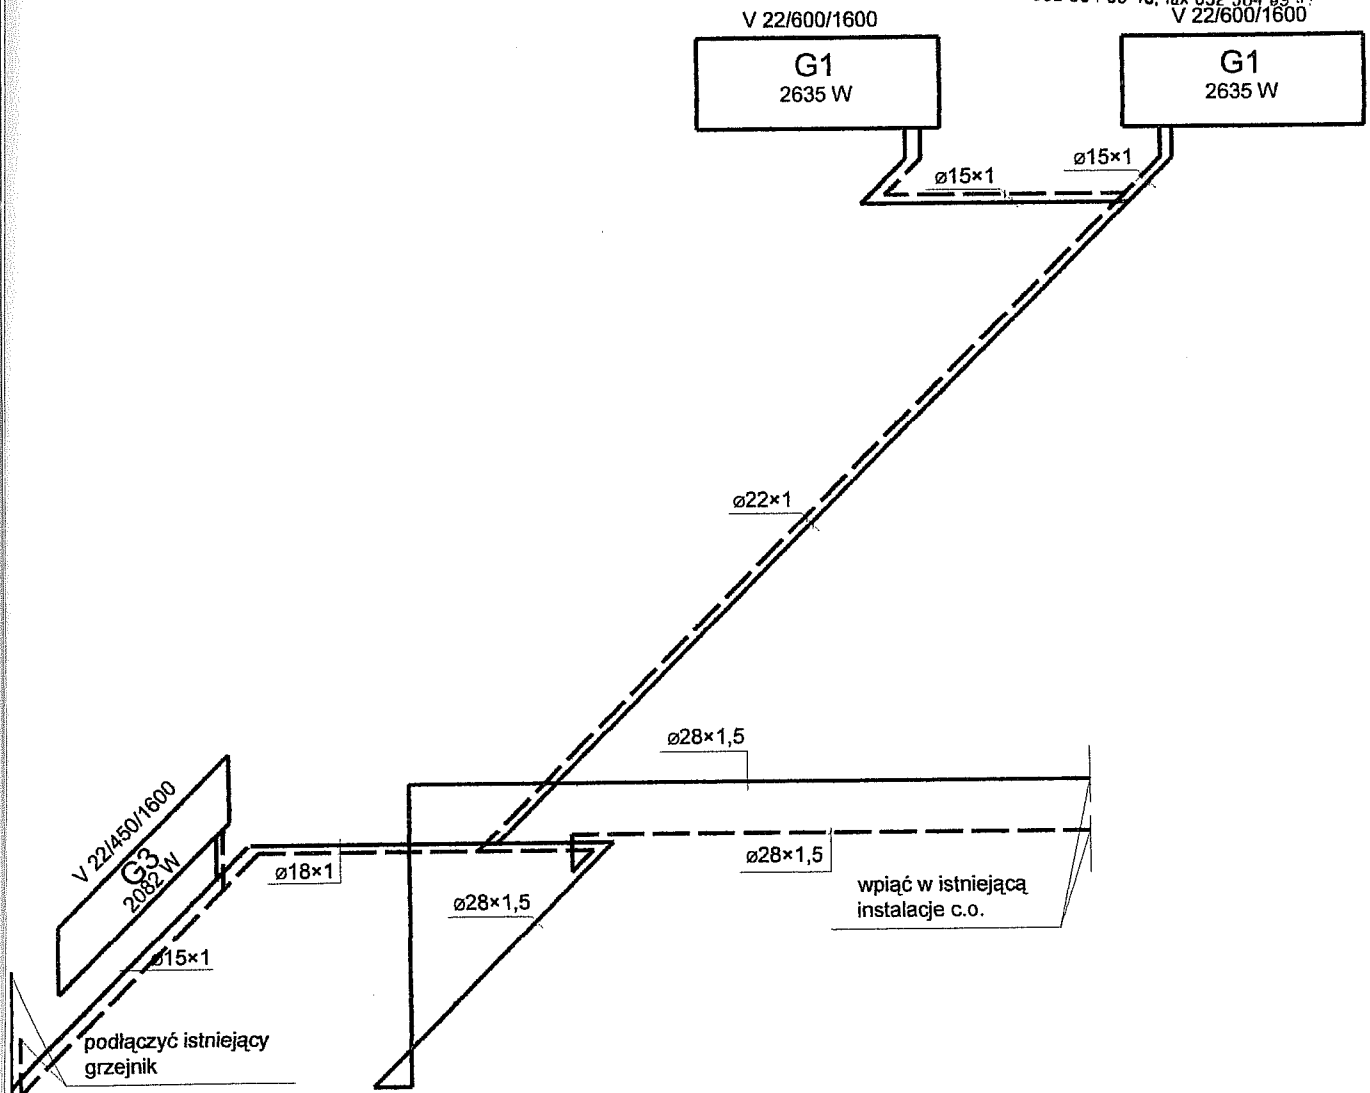 V 22/600/1600
V 22/600/1600
G1
2635 W
G1
2635 W
ø15×1
ø15×1
ø22×1
ø28×1,5
V 22/450/1600
G3
2082 W
ø18×1
ø28×1,5
ø28×1,5
wpiąć w istniejącą
instalacje c.o.
ø15×1
podłączyć istniejący
grzejnik